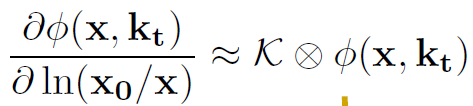 ∂ϕ(x, k_t) / ∂ ln(x_0/x) ≈ 𝒦 ⊗ ϕ(x, k_t)